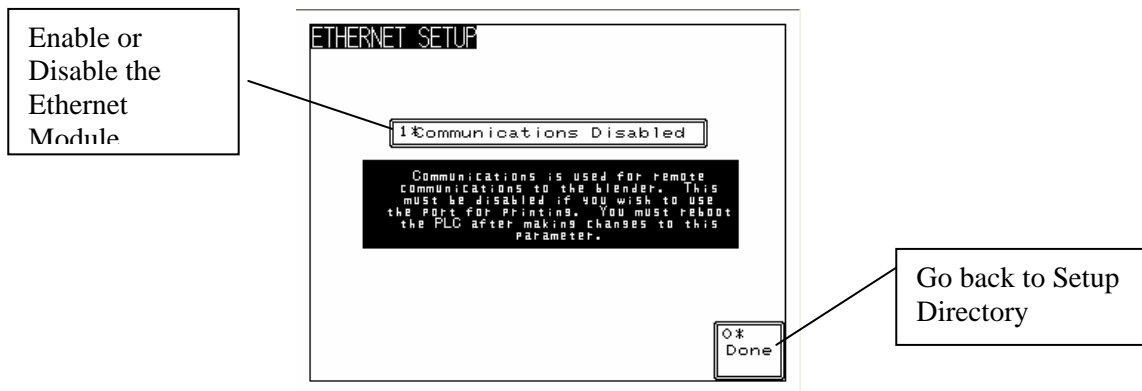 Enable or
Disable the
Ethernet
Module
ETHERNET SETUP
1*Communications Disabled
Communications is used for remote
communications to the blender. This
must be disabled if you wish to use
the port for printing. You must reboot
the PLC after making changes to this
parameter.
0*
Done
Go back to Setup
Directory